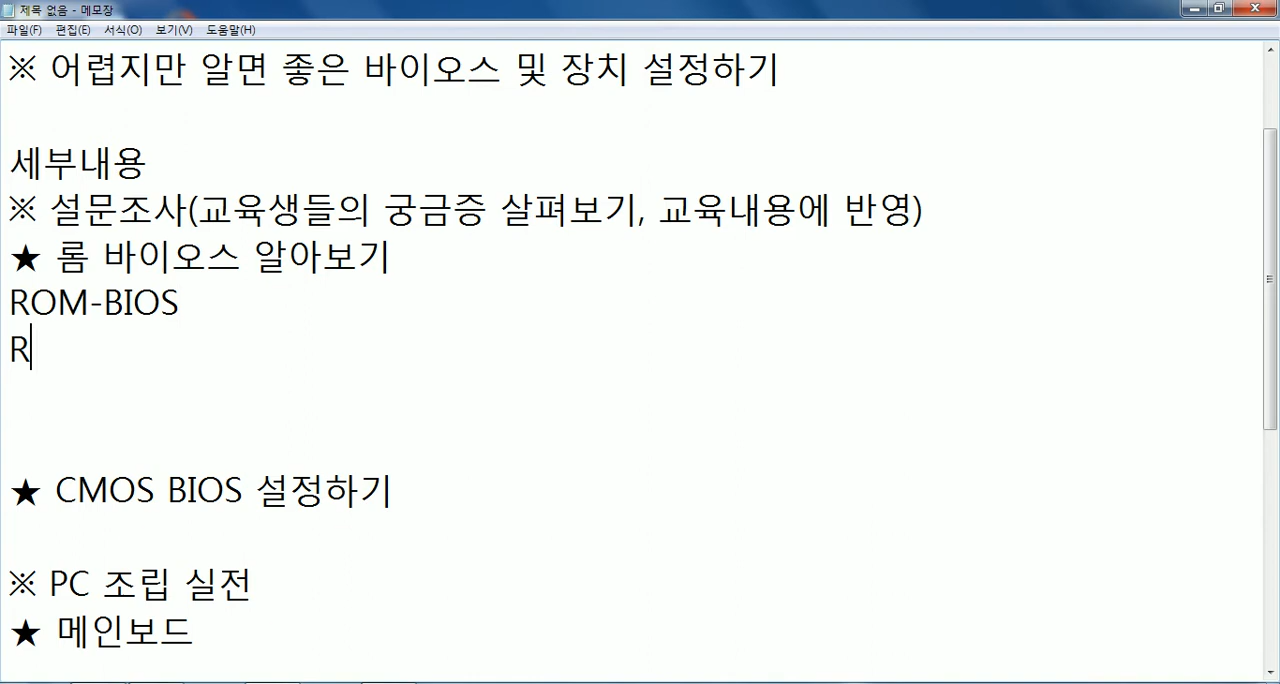 제목 없음 - 메모장
파일(F) 편집(E) 서식(O) 보기(V) 도움말(H)
※ 어렵지만 알면 좋은 바이오스 및 장치 설정하기
세부내용
※ 설문조사(교육생들의 궁금증 살펴보기, 교육내용에 반영)
★ 롬 바이오스 알아보기
ROM-BIOS
R
★ CMOS BIOS 설정하기
※ PC 조립 실전
★ 메인보드